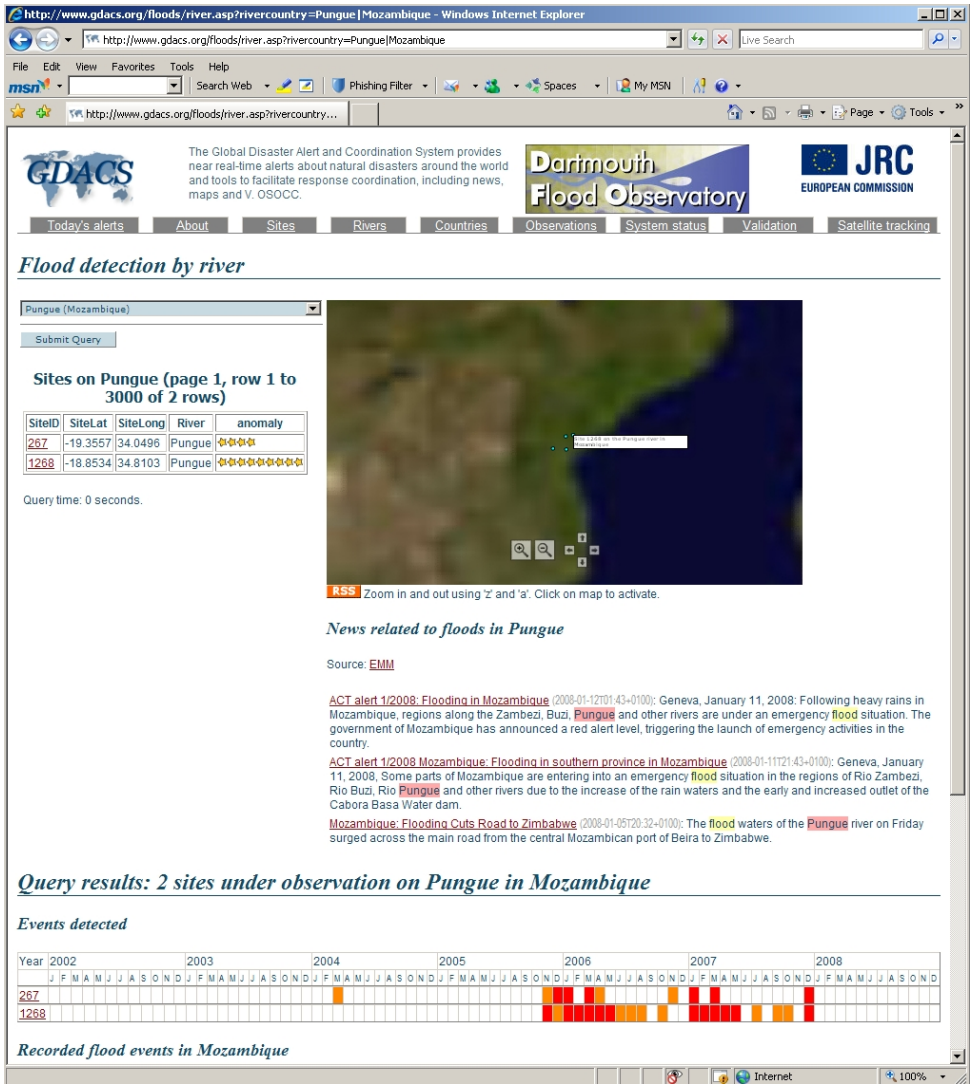 http://www.gdacs.org/floods/river.asp?rivercountry=Pungue|Mozambique - Windows Internet Explorer
http://www.gdacs.org/floods/river.asp?rivercountry=Pungue|Mozambique
Live Search
File Edit View Favorites Tools Help
msn Search Web Phishing Filter Spaces My MSN
http://www.gdacs.org/floods/river.asp?rivercountry... Page Tools »
GDACS
The Global Disaster Alert and Coordination System provides
near real-time alerts about natural disasters around the world
and tools to facilitate response coordination, including news,
maps and V. OSOCC.
Dartmouth
Flood Observatory
JRC
EUROPEAN COMMISSION
Today's alerts About Sites Rivers Countries Observations System status Validation Satellite tracking
Flood detection by river
Pungue (Mozambique)
Submit Query
Sites on Pungue (page 1, row 1 to
3000 of 2 rows)
SiteID SiteLat SiteLong River anomaly
267 -19.3557 34.0496 Pungue
1268 -18.8534 34.8103 Pungue
Query time: 0 seconds.
Site 1268 on the Pungue river in
Mozambique
RSS Zoom in and out using 'z' and 'a'. Click on map to activate.
News related to floods in Pungue
Source: EMM
ACT alert 1/2008: Flooding in Mozambique (2008-01-12T01:43+0100): Geneva, January 11, 2008: Following heavy rains in
Mozambique, regions along the Zambezi, Buzi, Pungue and other rivers are under an emergency flood situation. The
government of Mozambique has announced a red alert level, triggering the launch of emergency activities in the
country.
ACT alert 1/2008 Mozambique: Flooding in southern province in Mozambique (2008-01-11T21:43+0100): Geneva, January
11, 2008, Some parts of Mozambique are entering into an emergency flood situation in the regions of Rio Zambezi,
Rio Buzi, Rio Pungue and other rivers due to the increase of the rain waters and the early and increased outlet of the
Cabora Basa Water dam.
Mozambique: Flooding Cuts Road to Zimbabwe (2008-01-05T20:32+0100): The flood waters of the Pungue river on Friday
surged across the main road from the central Mozambican port of Beira to Zimbabwe.
Query results: 2 sites under observation on Pungue in Mozambique
Events detected
Year 2002 2003 2004 2005 2006 2007 2008
J F M A M J J A S O N D J F M A M J J A S O N D J F M A M J J A S O N D J F M A M J J A S O N D J F M A M J J A S O N D J F M A M J J A S O N D J F M A M J J A S O N D
267
1268
Recorded flood events in Mozambique
Internet 100%